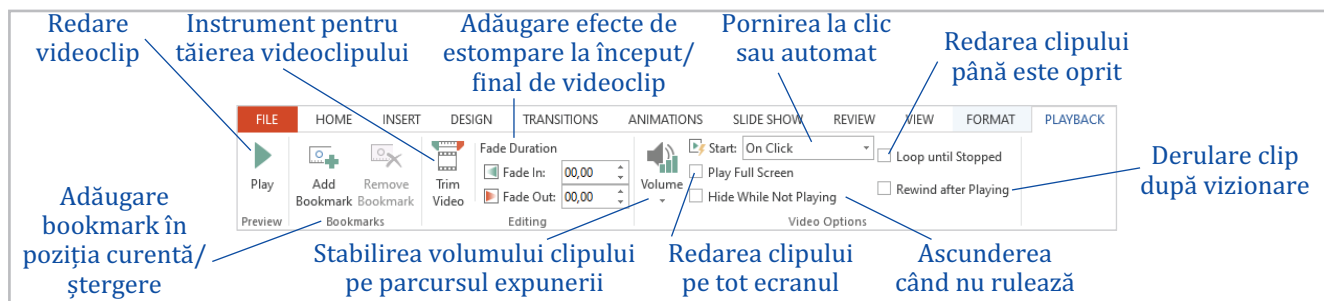 Redare
videoclip
Instrument pentru
tăierea videoclipului
Adăugare efecte de
estompare la început/
final de videoclip
Pornirea la clic
sau automat
Redarea clipului
până este oprit
FILE HOME INSERT DESIGN TRANSITIONS ANIMATIONS SLIDE SHOW REVIEW VIEW FORMAT PLAYBACK
Play
Preview
Add
Bookmark
Remove
Bookmark
Bookmarks
Trim
Video
Fade Duration
Fade In: 00,00
Fade Out: 00,00
Editing
Volume
Start: On Click
Play Full Screen
Hide While Not Playing
Loop until Stopped
Rewind after Playing
Video Options
Derulare clip
după vizionare
Adăugare
bookmark în
poziția curentă/
ștergere
Stabilirea volumului clipului
pe parcursul expunerii
Redarea clipului
pe tot ecranul
Ascunderea
când nu rulează